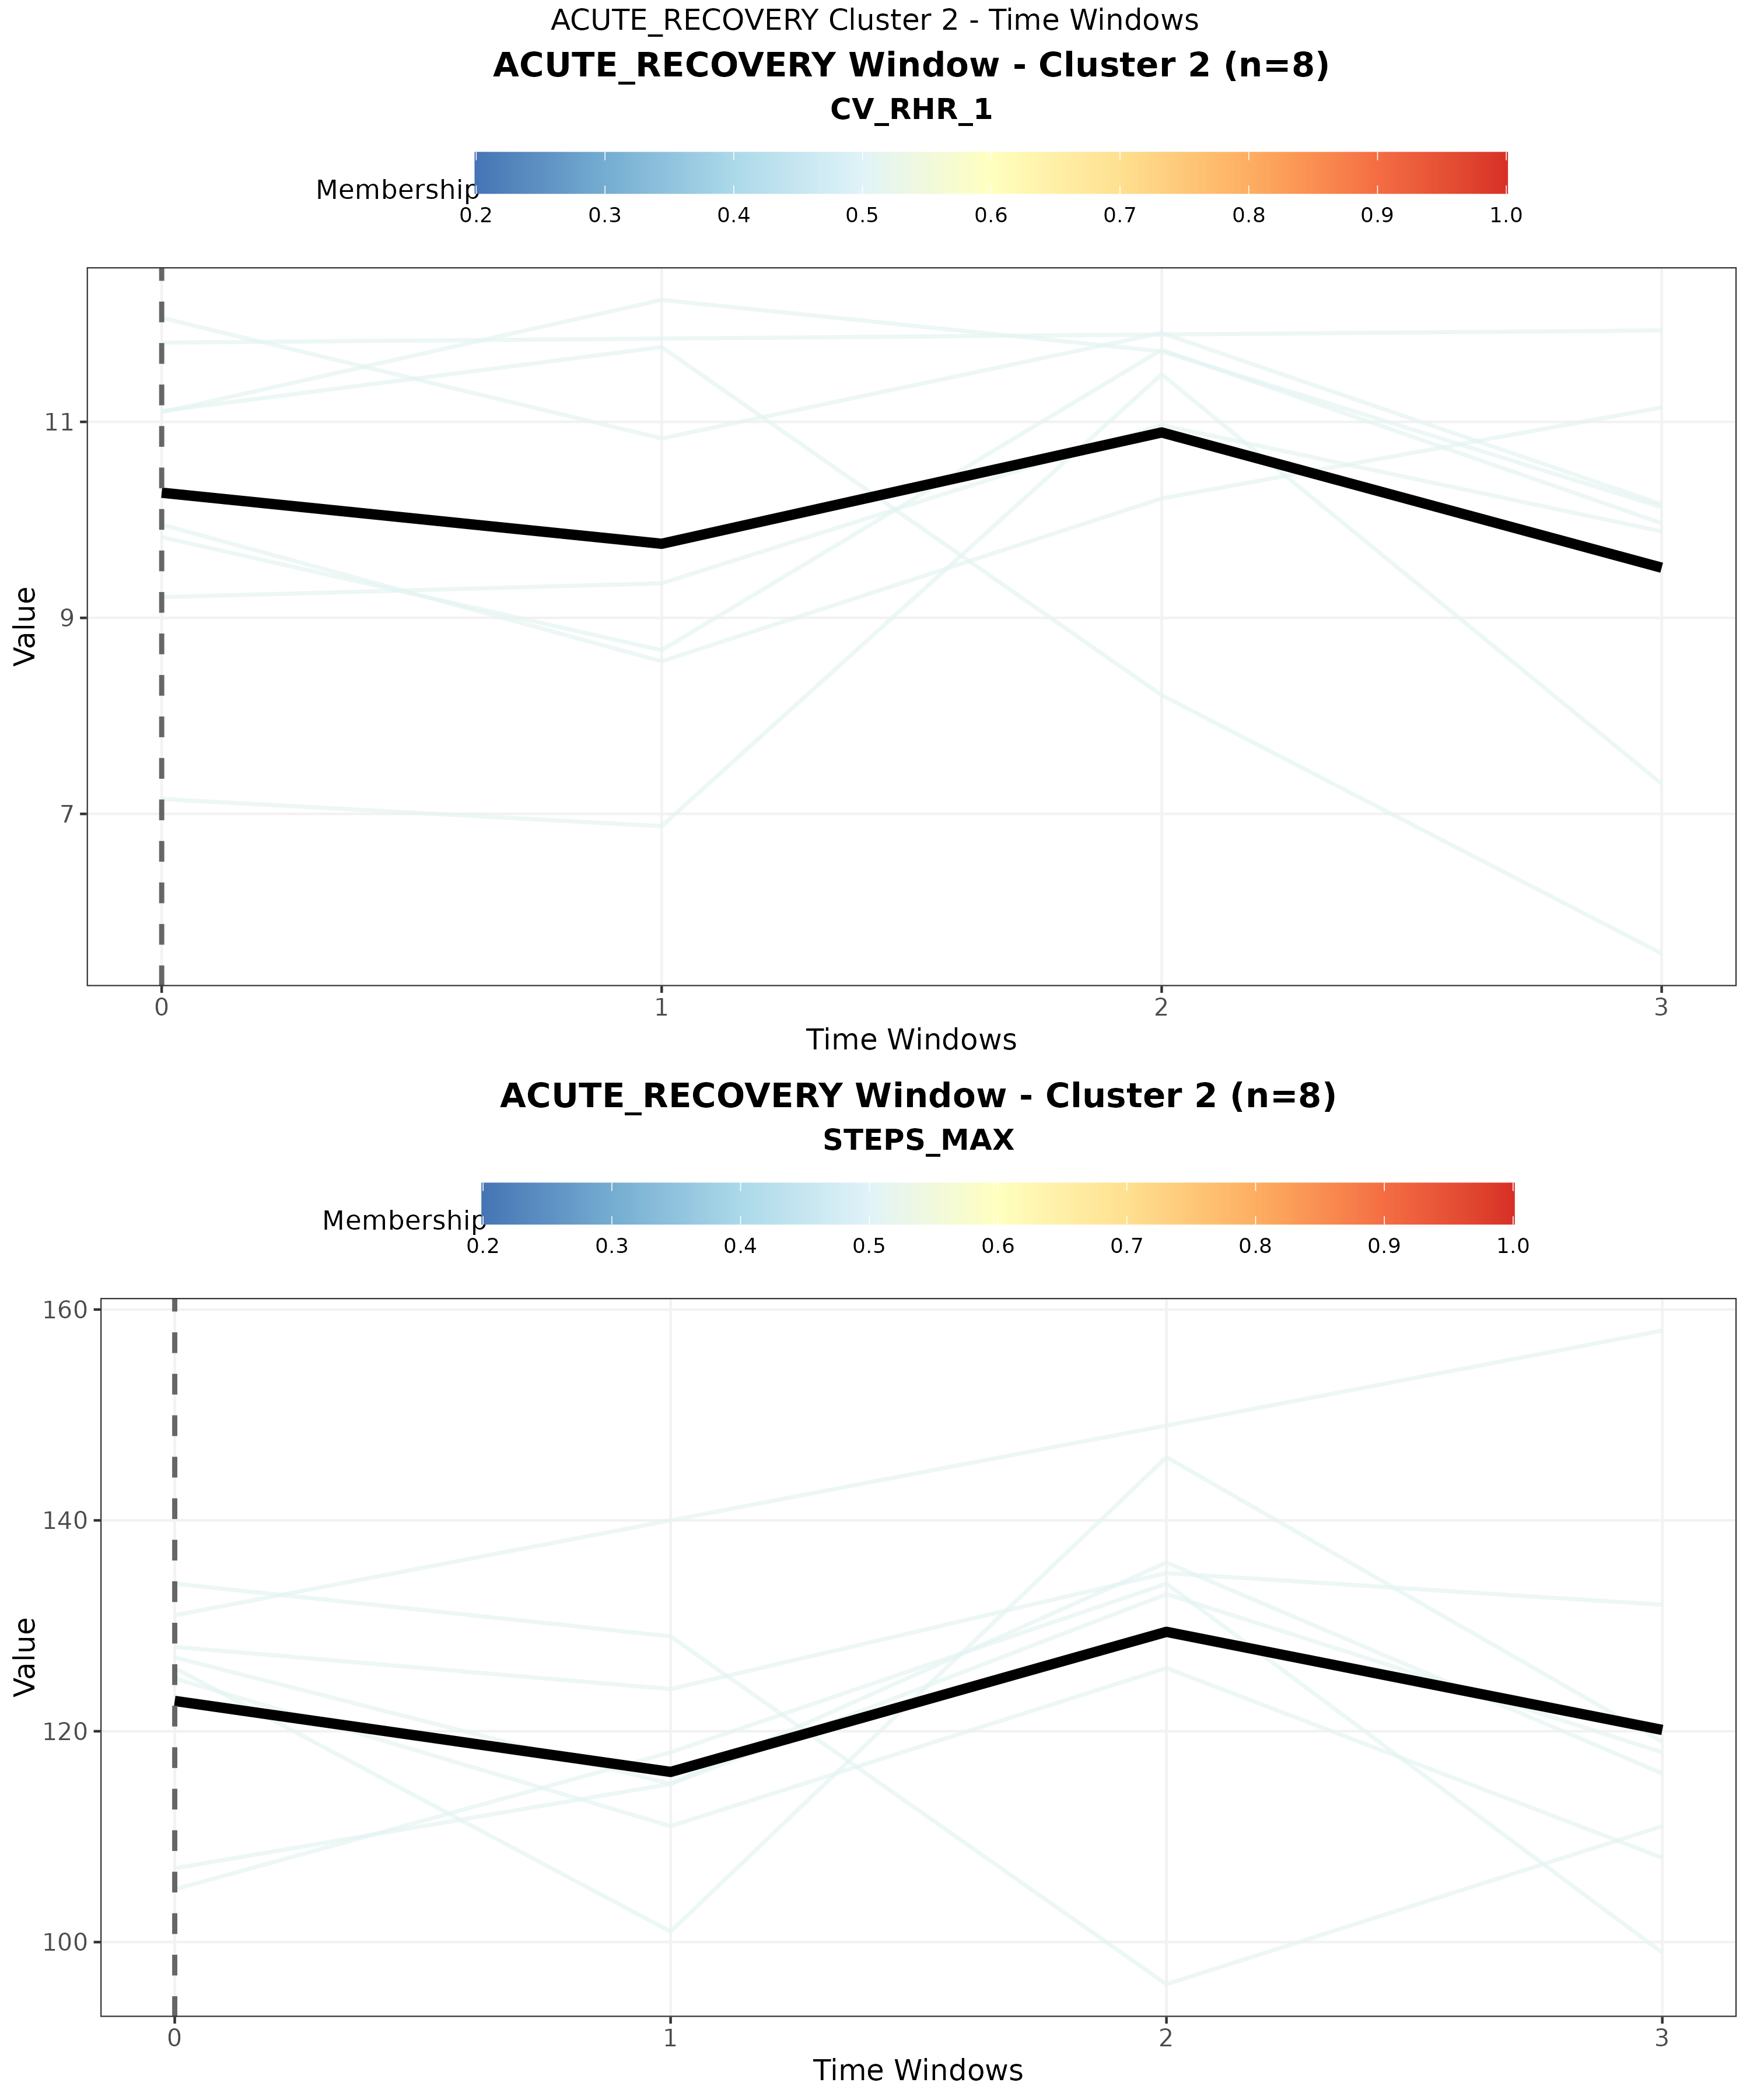 ACUTE_RECOVERY Cluster 2 - Time Windows
ACUTE_RECOVERY Window - Cluster 2 (n=8)
CV_RHR_1
Membership
0.2 0.3 0.4 0.5 0.6 0.7 0.8 0.9 1.0
Value
11
9
7
0 1 2 3
Time Windows
ACUTE_RECOVERY Window - Cluster 2 (n=8)
STEPS_MAX
Membership
0.2 0.3 0.4 0.5 0.6 0.7 0.8 0.9 1.0
Value
160
140
120
100
0 1 2 3
Time Windows